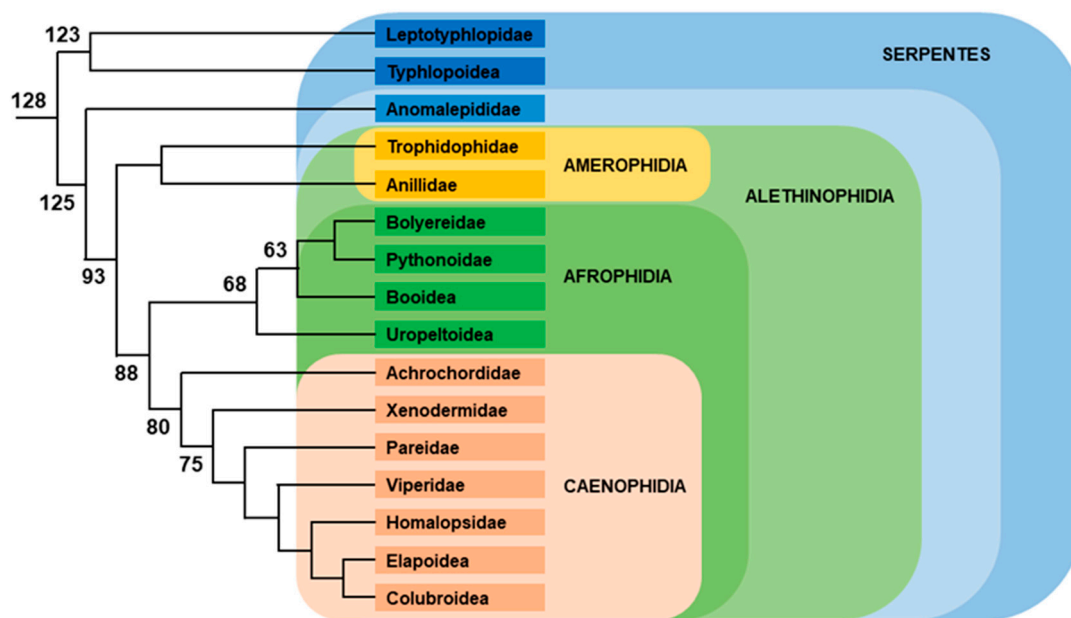 123
Leptotyphlopidae
SERPENTES
Typhlopoidea
128
Anomalepididae
Trophidophidae
AMEROPHIDIA
Anillidae
125
ALETHINOPHIDIA
Bolyereidae
63
Pythonoidae
93
AFROPHIDIA
68
Booidea
Uropeltoidea
88
Achrochordidae
Xenodermidae
80
Pareidae
75
Viperidae
CAENOPHIDIA
Homalopsidae
Elapoidea
Colubroidea